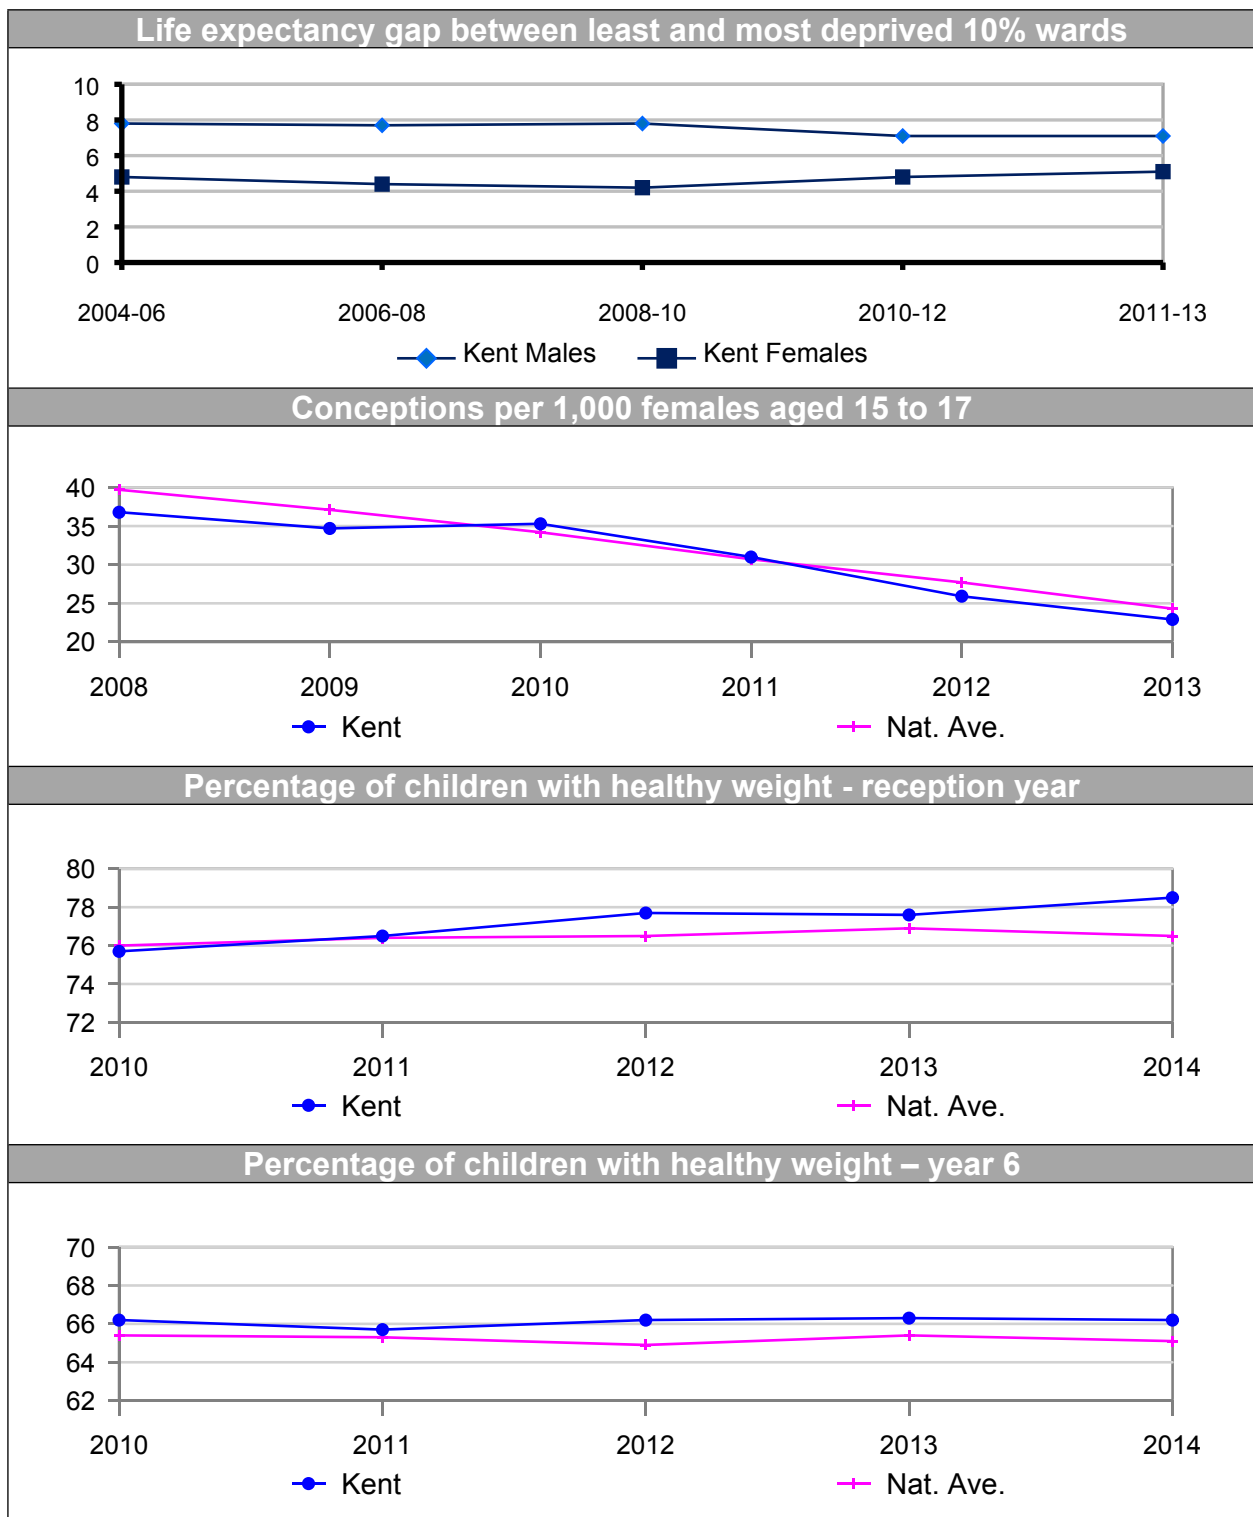 Life expectancy gap between least and most deprived 10% wards
10
8
6
4
2
0
2004-06 2006-08 2008-10 2010-12 2011-13
Kent Males Kent Females
Conceptions per 1,000 females aged 15 to 17
40
35
30
25
20
2008 2009 2010 2011 2012 2013
Kent Nat. Ave.
Percentage of children with healthy weight - reception year
80
78
76
74
72
2010 2011 2012 2013 2014
Kent Nat. Ave.
Percentage of children with healthy weight – year 6
70
68
66
64
62
2010 2011 2012 2013 2014
Kent Nat. Ave.